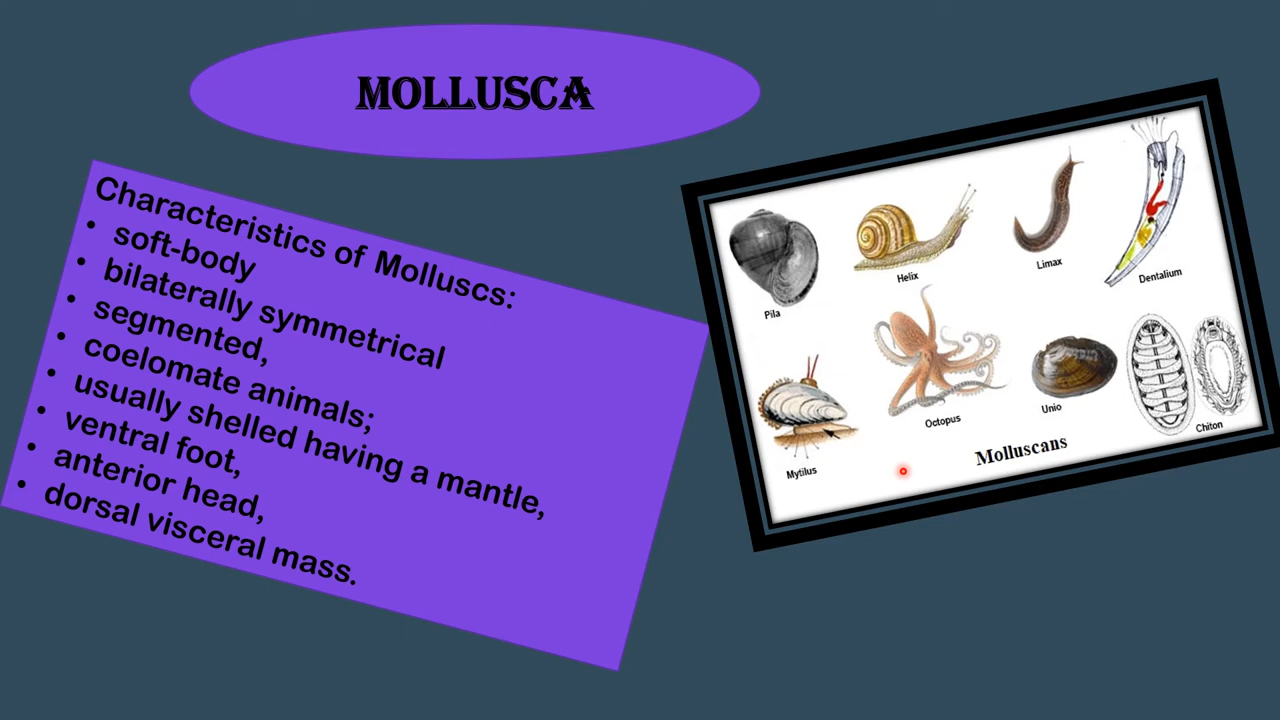 MOLLUSCA
Characteristics of Molluscs:
• soft-body
• bilaterally symmetrical
• segmented,
• coelomate animals;
• usually shelled having a mantle,
• ventral foot,
• anterior head,
• dorsal visceral mass.
Pila
Helix
Limax
Dentalium
Mytilus
Octopus
Unio
Chiton
Molluscans